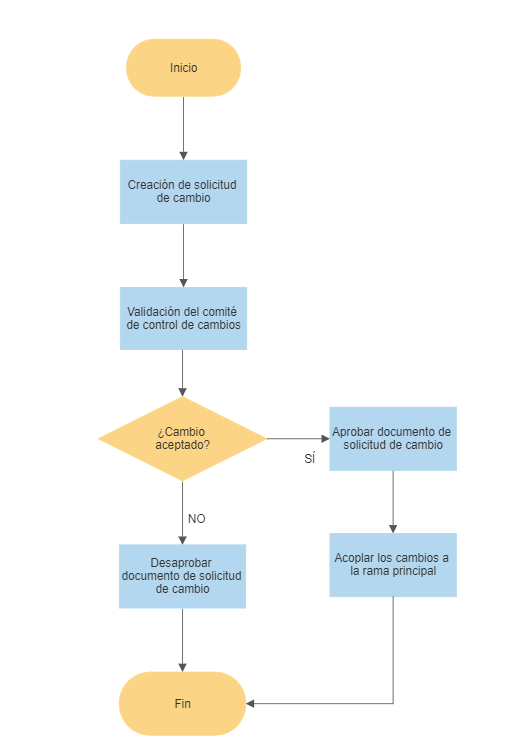 Inicio
Creación de solicitud
de cambio
Validación del comité
de control de cambios
¿Cambio
aceptado?
SÍ
Aprobar documento de
solicitud de cambio
Acoplar los cambios a
la rama principal
NO
Desaprobar
documento de solicitud
de cambio
Fin